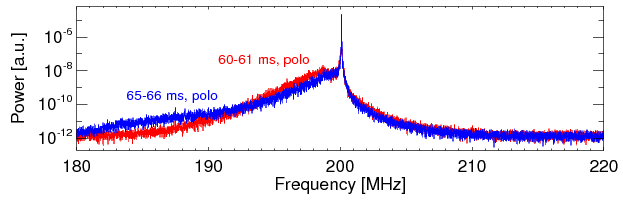 Power [a.u.]
10⁻⁶
10⁻⁸
10⁻¹⁰
10⁻¹²
60-61 ms, polo
65-66 ms, polo
180 190 200 210 220
Frequency [MHz]